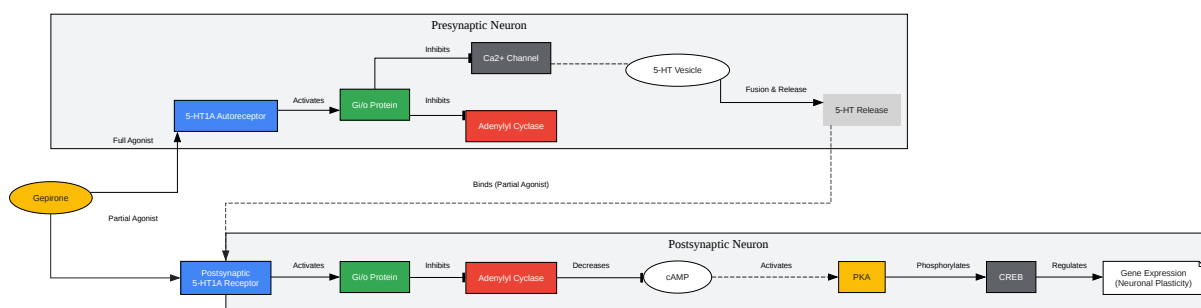 Presynaptic Neuron
Inhibits
Ca2+ Channel
5-HT Vesicle
Fusion & Release
Activates
Gi/o Protein
Inhibits
5-HT1A Autoreceptor
Adenylyl Cyclase
5-HT Release
Full Agonist
Binds (Partial Agonist)
Gepirone
Partial Agonist
Postsynaptic Neuron
Postsynaptic
5-HT1A Receptor
Activates
Gi/o Protein
Inhibits
Adenylyl Cyclase
Decreases
cAMP
Activates
PKA
Phosphorylates
CREB
Regulates
Gene Expression
(Neuronal Plasticity)